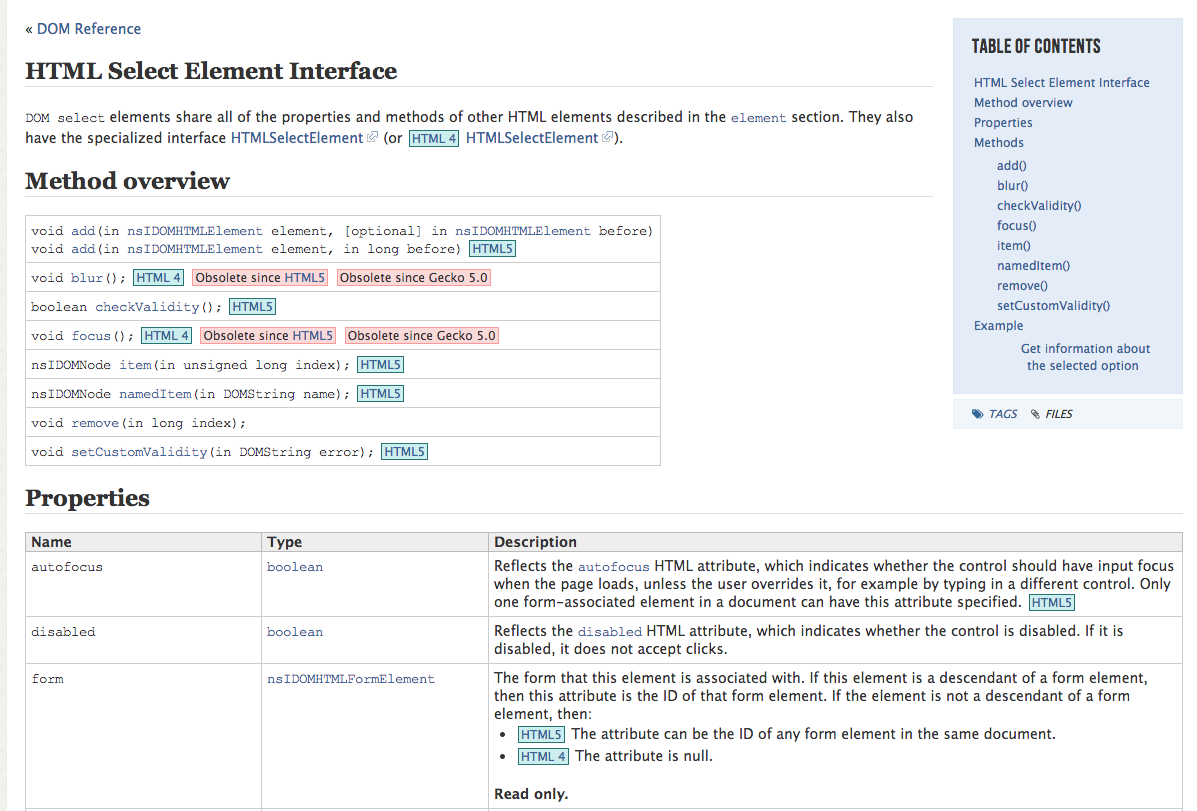 « DOM Reference
HTML Select Element Interface
DOM select elements share all of the properties and methods of other HTML elements described in the element section. They also
have the specialized interface HTMLSelectElement (or HTML 4 HTMLSelectElement).
Method overview
void add(in nsIDOMHTMLElement element, [optional] in nsIDOMHTMLElement before)
void add(in nsIDOMHTMLElement element, in long before) HTML5
void blur(); HTML 4 Obsolete since HTML5 Obsolete since Gecko 5.0
boolean checkValidity(); HTML5
void focus(); HTML 4 Obsolete since HTML5 Obsolete since Gecko 5.0
nsIDOMNode item(in unsigned long index); HTML5
nsIDOMNode namedItem(in DOMString name); HTML5
void remove(in long index);
void setCustomValidity(in DOMString error); HTML5
Properties
Name Type Description
autofocus boolean Reflects the autofocus HTML attribute, which indicates whether the control should have input focus
when the page loads, unless the user overrides it, for example by typing in a different control. Only
one form-associated element in a document can have this attribute specified. HTML5
disabled boolean Reflects the disabled HTML attribute, which indicates whether the control is disabled. If it is
disabled, it does not accept clicks.
form nsIDOMHTMLFormElement The form that this element is associated with. If this element is a descendant of a form element,
then this attribute is the ID of that form element. If the element is not a descendant of a form
element, then:
• HTML5 The attribute can be the ID of any form element in the same document.
• HTML 4 The attribute is null.
Read only.
TABLE OF CONTENTS
HTML Select Element Interface
Method overview
Properties
Methods
add()
blur()
checkValidity()
focus()
item()
namedItem()
remove()
setCustomValidity()
Example
Get information about
the selected option
TAGS FILES